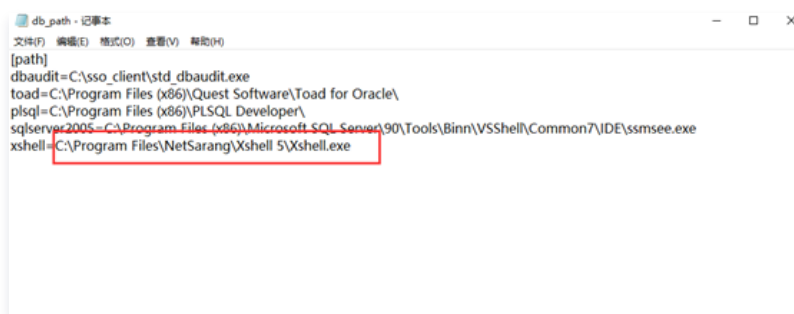 db_path - 记事本
文件(F) 编辑(E) 格式(O) 查看(V) 帮助(H)
[path]
dbaudit=C:\sso_client\std_dbaudit.exe
toad=C:\Program Files (x86)\Quest Software\Toad for Oracle\
plsql=C:\Program Files (x86)\PLSQL Developer\
sqlserver2005=C:\Program Files (x86)\Microsoft SQL Server\90\Tools\Binn\VSShell\Common7\IDE\ssmsee.exe
xshell=C:\Program Files\NetSarang\Xshell 5\Xshell.exe